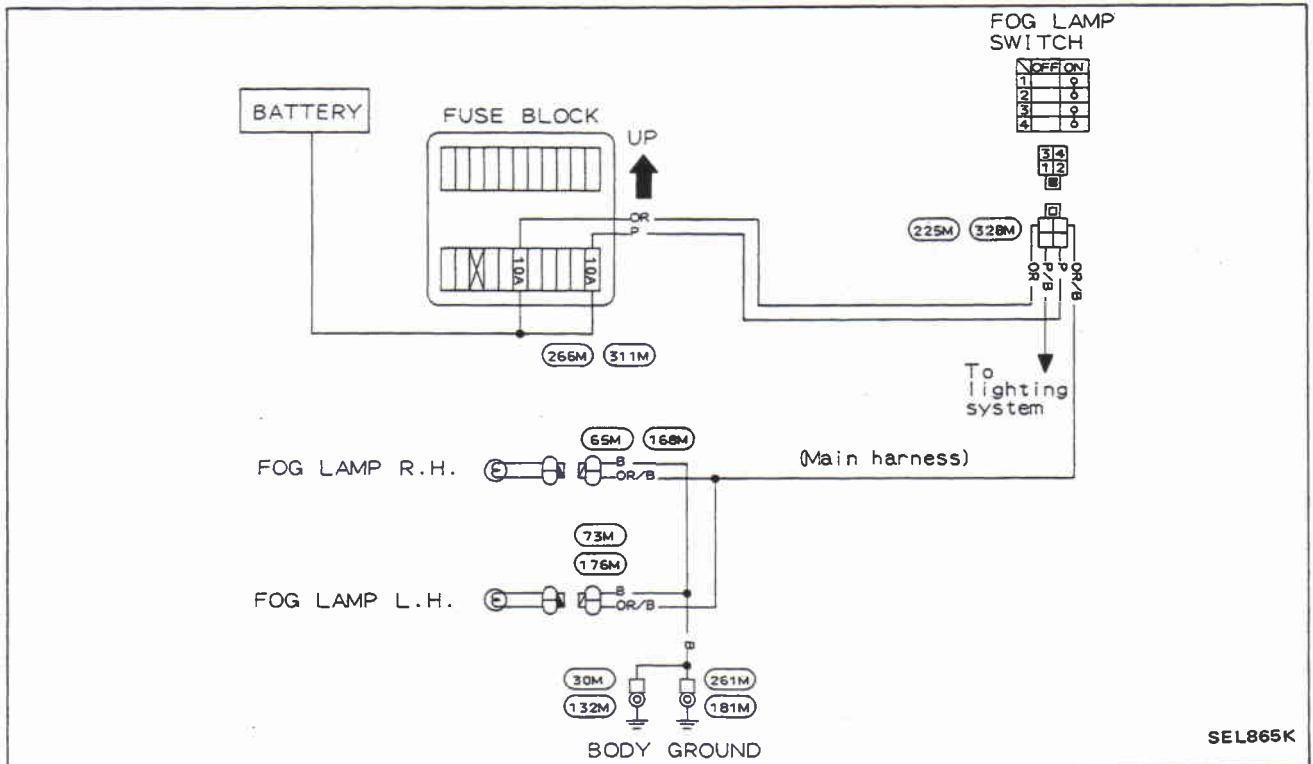 FOG LAMP
SWITCH
OFF ON
1
2
3
4
BATTERY
FUSE BLOCK
UP
3 4
1 2
OR
P
225M 328M
10A 10A
OR P/B P OR/B
266M 311M
To
lighting
system
65M 168M
FOG LAMP R.H.
B
OR/B
(Main harness)
73M
176M
FOG LAMP L.H.
B
OR/B
B
30M 261M
132M 181M
BODY GROUND
SEL865K